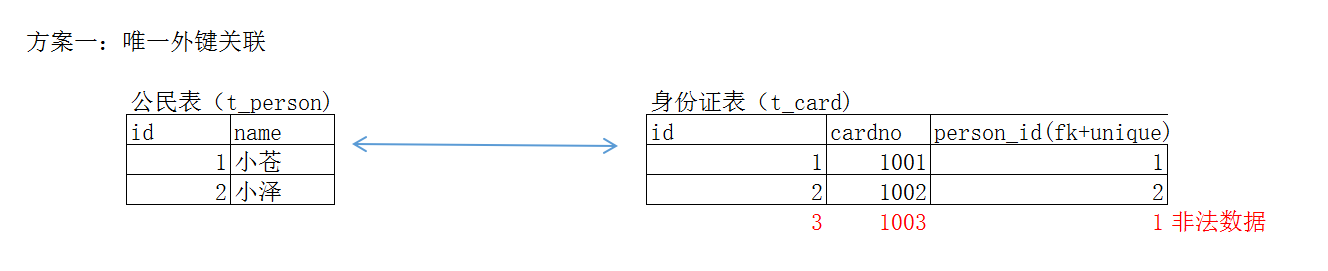 方案一：唯一外键关联
公民表（t_person) 身份证表（t_card)
id name id cardno person_id(fk+unique)
1 小苍 1 1001 1
2 小泽 2 1002 2
3 1003 1 非法数据